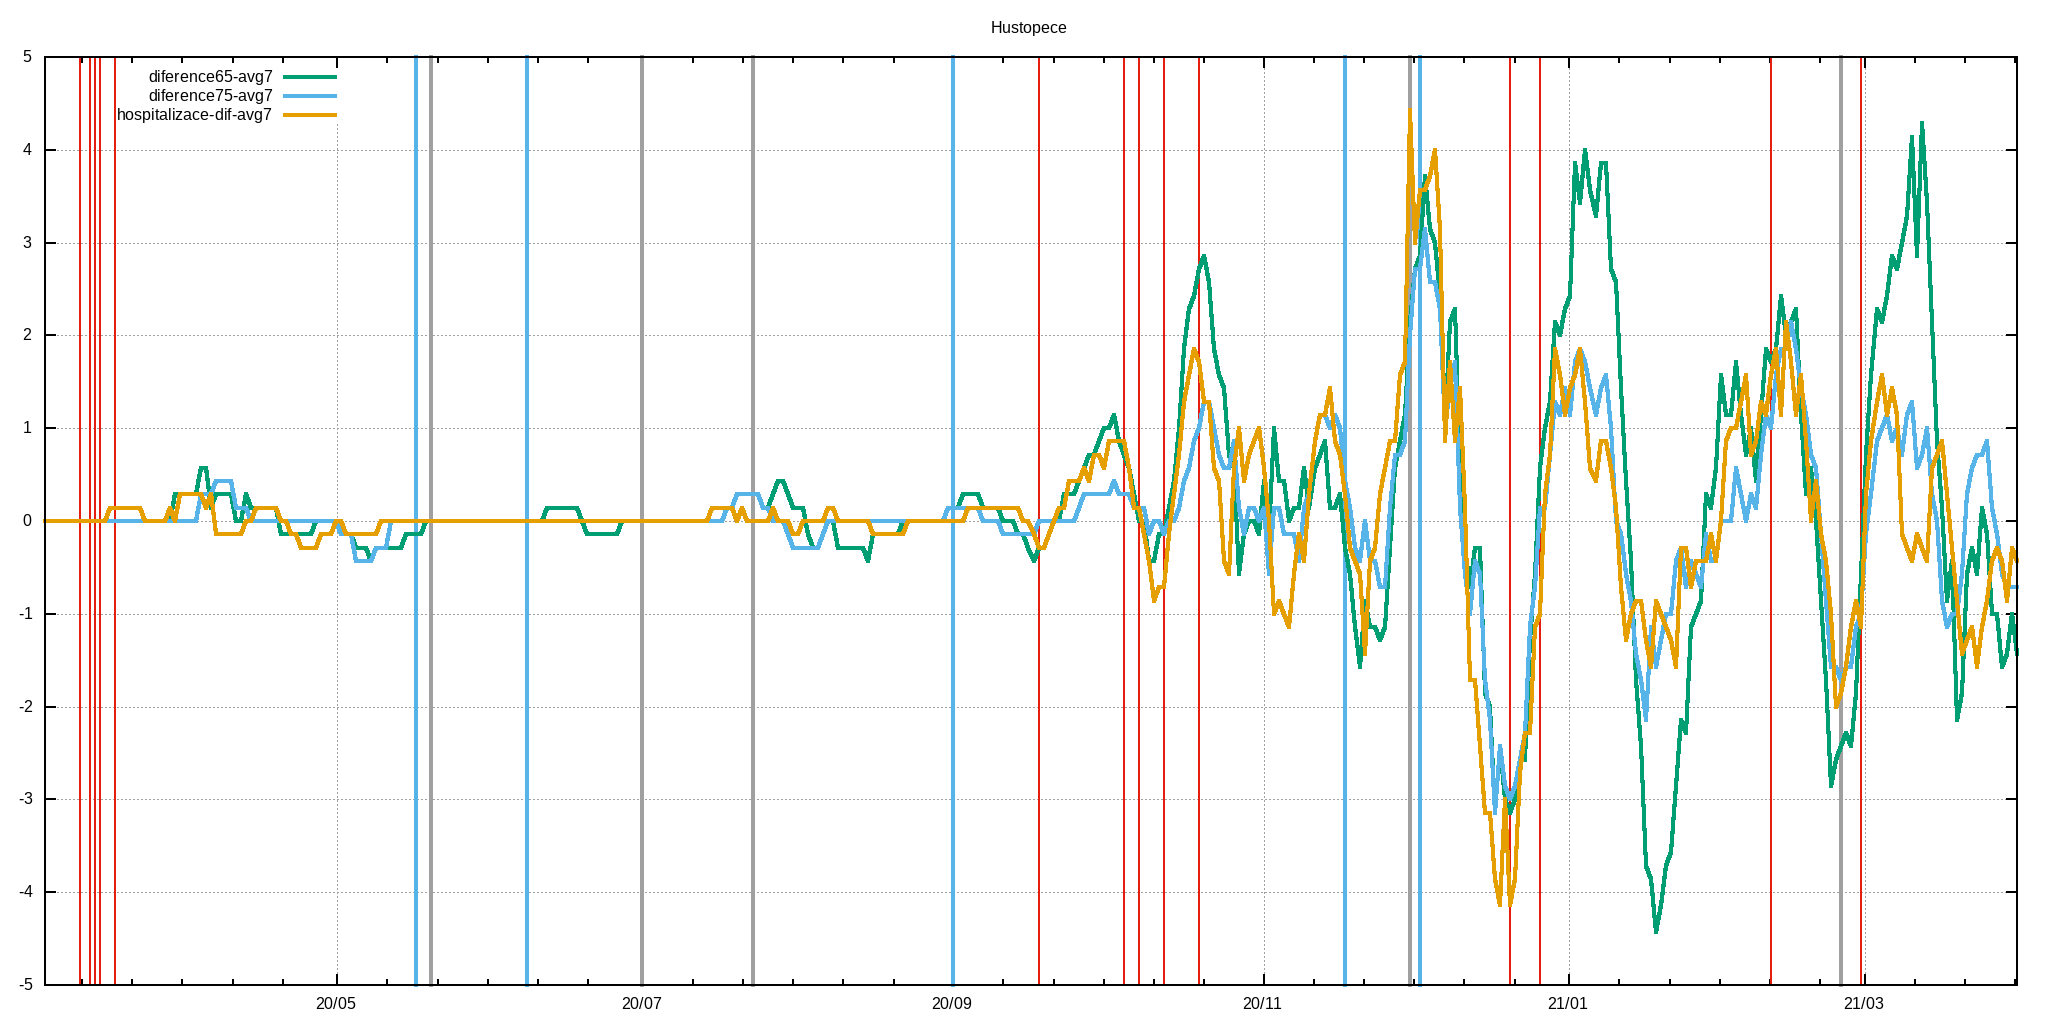 Hustopece
diference65-avg7
diference75-avg7
hospitalizace-dif-avg7
5
4
3
2
1
0
-1
-2
-3
-4
-5
20/05 20/07 20/09 20/11 21/01 21/03